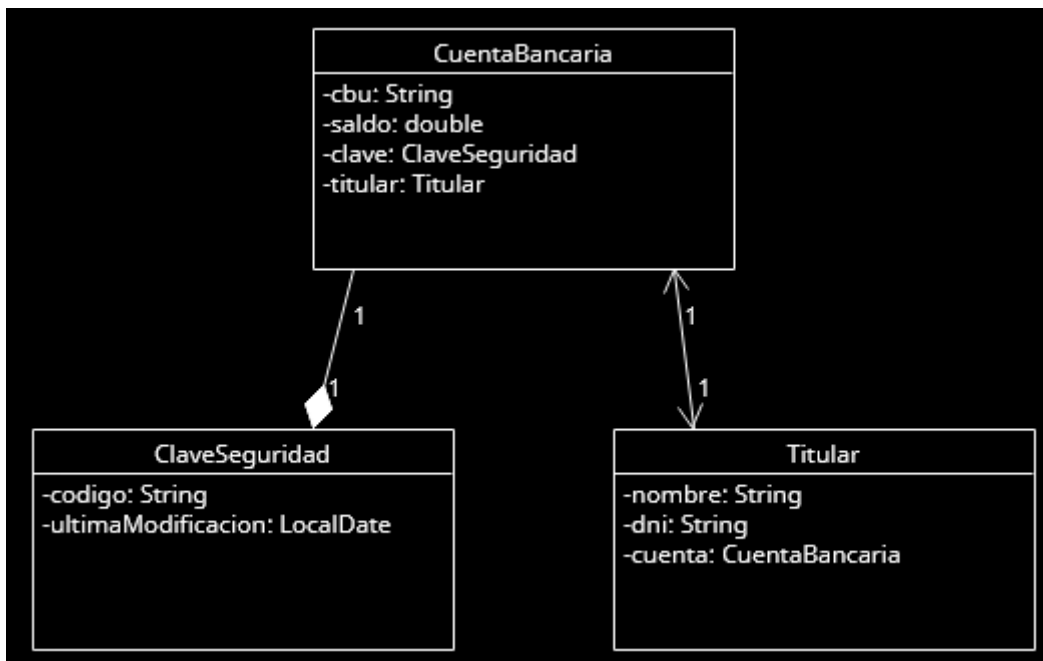 CuentaBancaria
-cbu: String
-saldo: double
-clave: ClaveSeguridad
-titular: Titular
1
1
1
1
ClaveSeguridad
-codigo: String
-ultimaModificacion: LocalDate
Titular
-nombre: String
-dni: String
-cuenta: CuentaBancaria